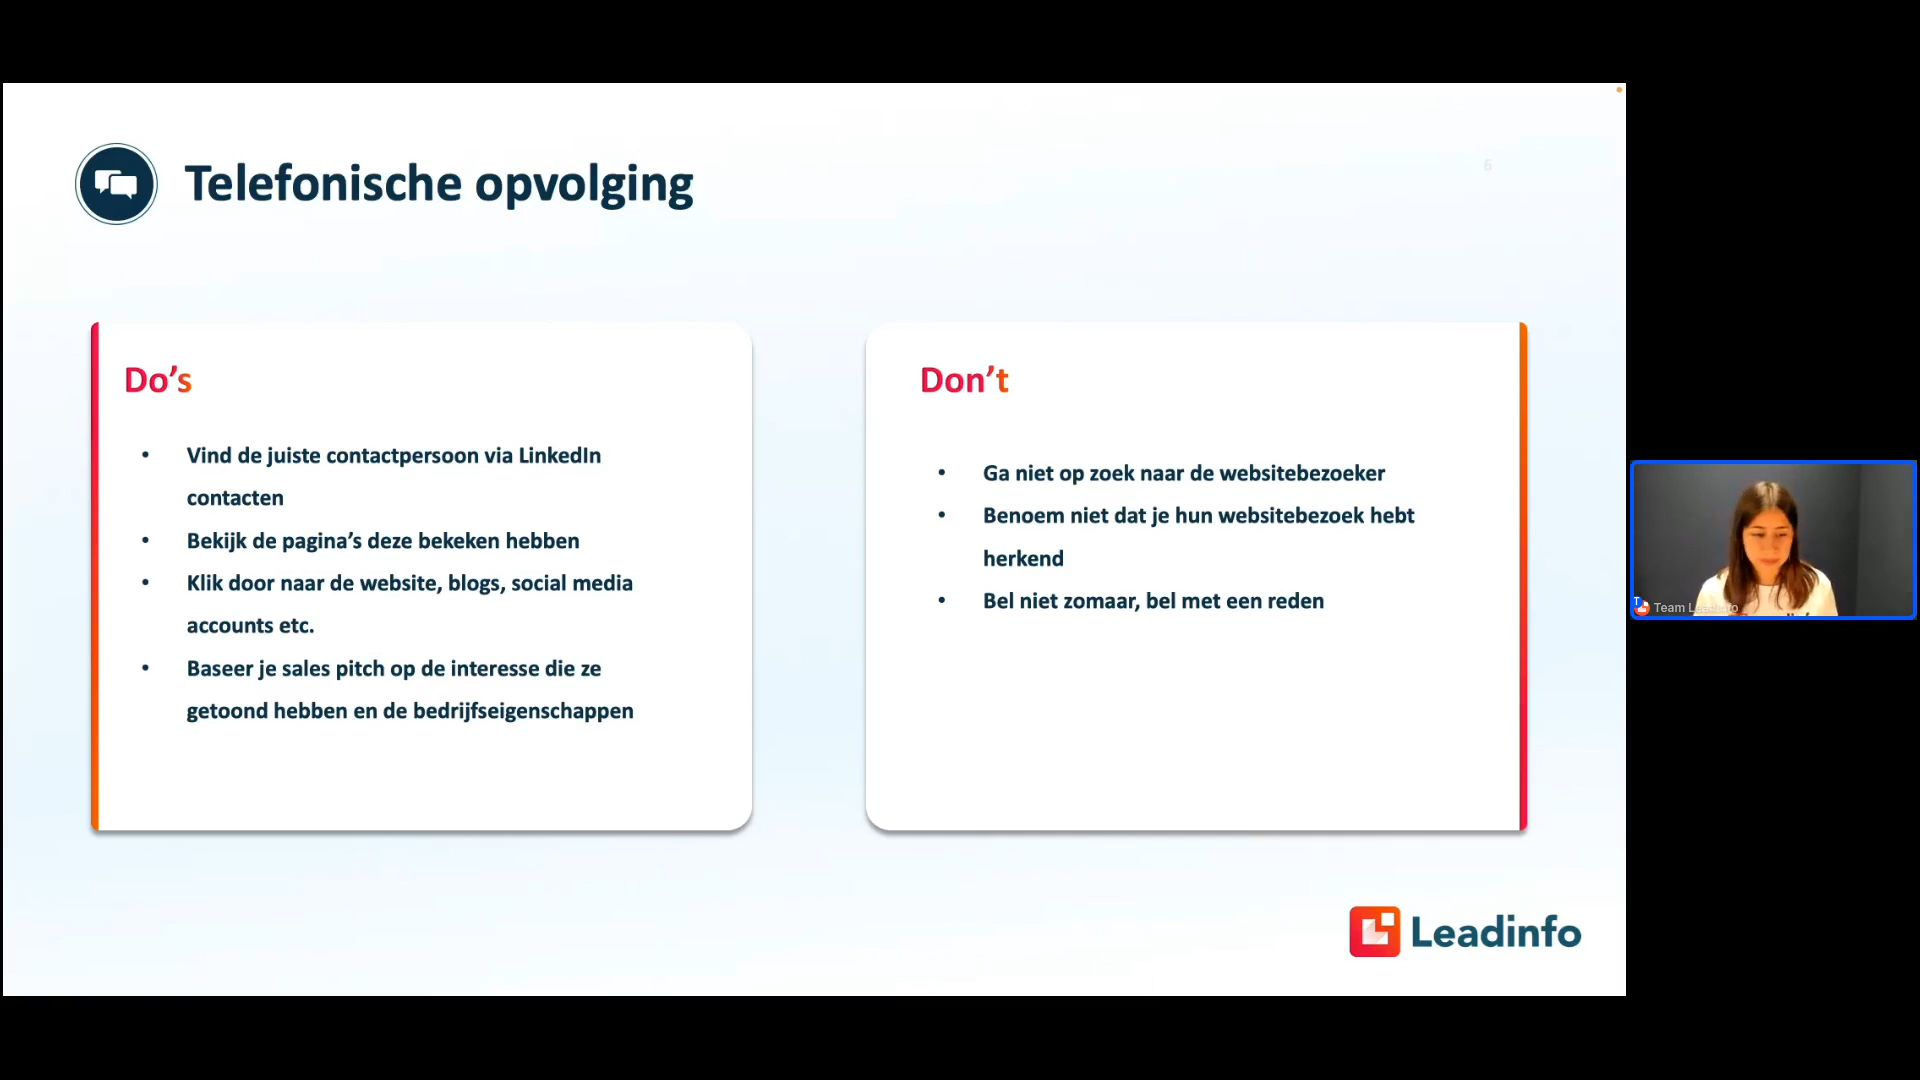 Telefonische opvolging
6
Do’s
• Vind de juiste contactpersoon via LinkedIn
contacten
• Bekijk de pagina’s deze bekeken hebben
• Klik door naar de website, blogs, social media
accounts etc.
• Baseer je sales pitch op de interesse die ze
getoond hebben en de bedrijfseigenschappen
Don’t
• Ga niet op zoek naar de websitebezoeker
• Benoem niet dat je hun websitebezoek hebt
herkend
• Bel niet zomaar, bel met een reden
Leadinfo
Team Leadinfo